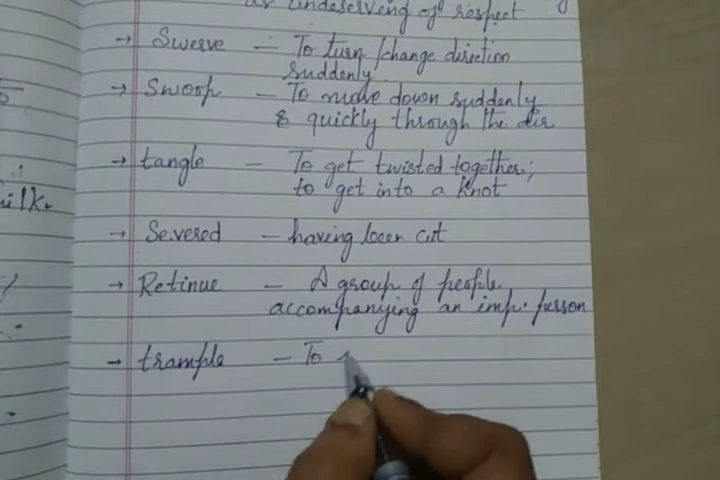 as undeserving of respect
→ Swerve – To turn/change direction
suddenly.
→ Swoop – To move down suddenly
& quickly through the air
→ tangle – To get twisted together;
to get into a knot
→ Severed – having been cut
→ Retinue – A group of people
accompanying an imp. person
→ trample – To